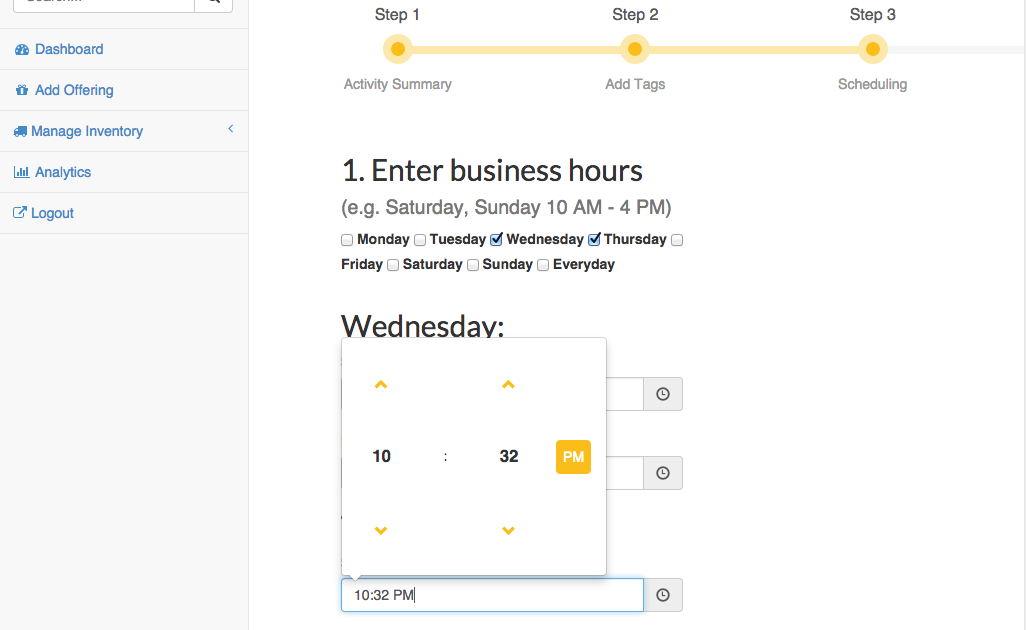 Dashboard
Add Offering
Manage Inventory
Analytics
Logout
Step 1 Step 2 Step 3
Activity Summary Add Tags Scheduling
1. Enter business hours
(e.g. Saturday, Sunday 10 AM - 4 PM)
Monday Tuesday Wednesday Thursday
Friday Saturday Sunday Everyday
Wednesday:
10 : 32 PM
10:32 PM